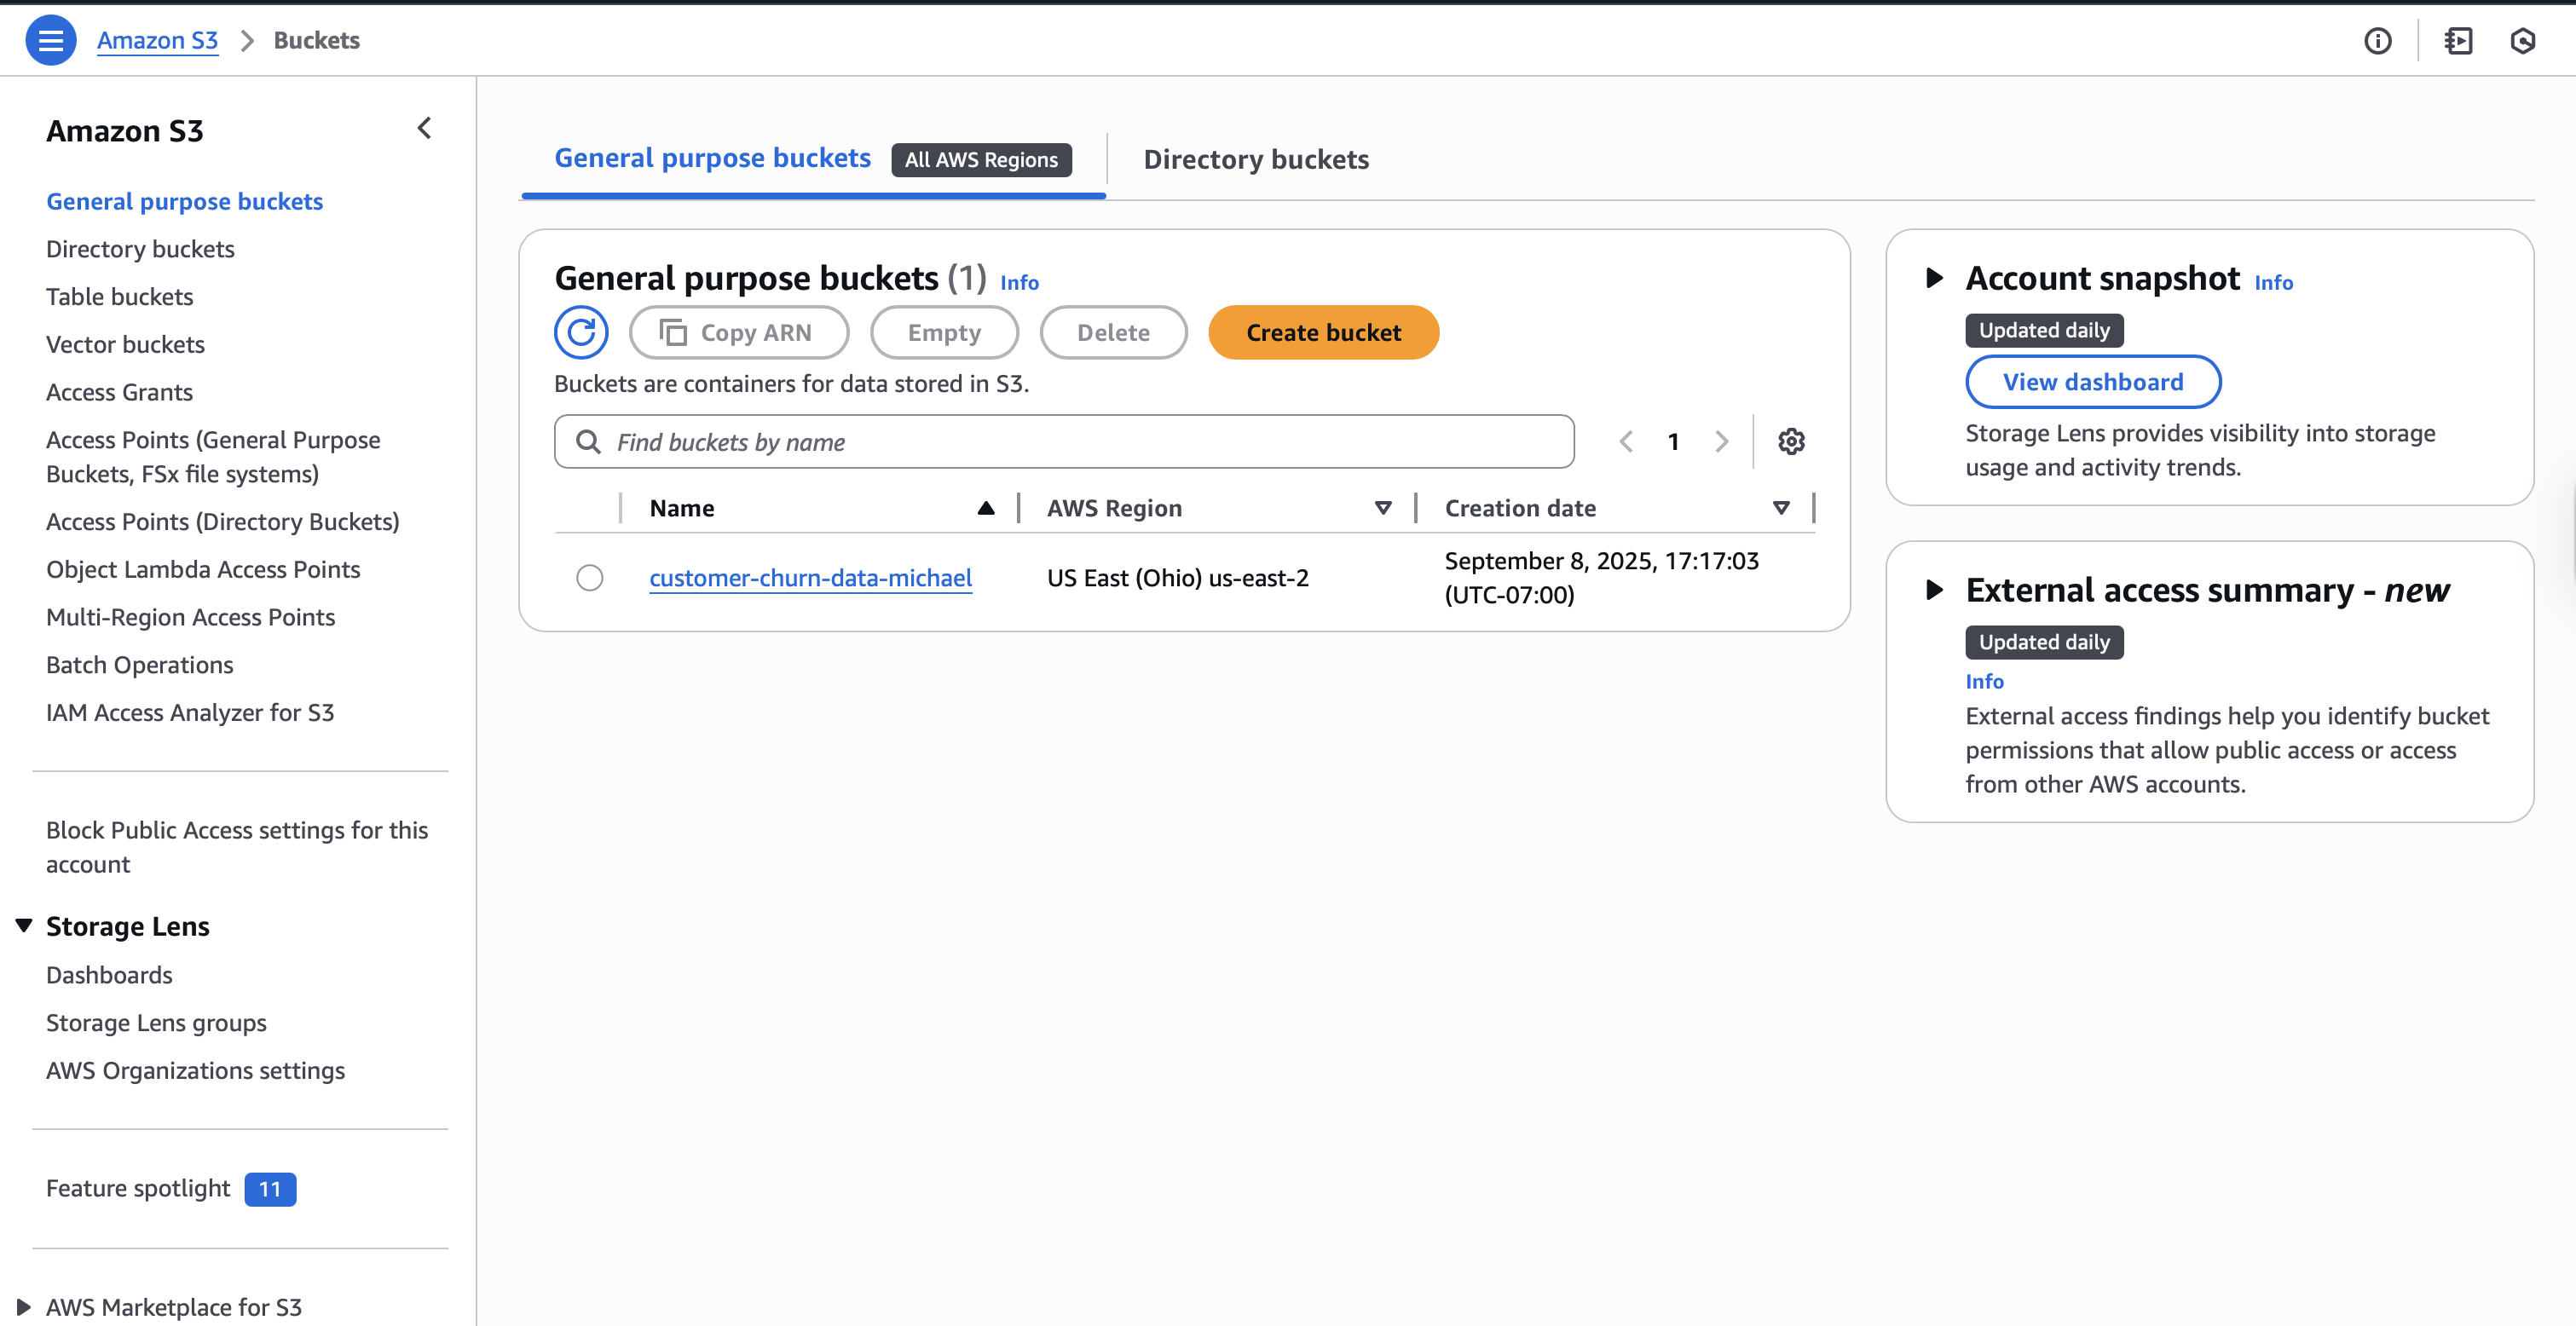 Amazon S3 > Buckets
Amazon S3
General purpose buckets
Directory buckets
Table buckets
Vector buckets
Access Grants
Access Points (General Purpose
Buckets, FSx file systems)
Access Points (Directory Buckets)
Object Lambda Access Points
Multi-Region Access Points
Batch Operations
IAM Access Analyzer for S3
Block Public Access settings for this
account
Storage Lens
Dashboards
Storage Lens groups
AWS Organizations settings
Feature spotlight 11
AWS Marketplace for S3
General purpose buckets All AWS Regions Directory buckets
General purpose buckets (1) Info
Copy ARN Empty Delete Create bucket
Buckets are containers for data stored in S3.
Find buckets by name 1
Name AWS Region Creation date
customer-churn-data-michael US East (Ohio) us-east-2 September 8, 2025, 17:17:03
(UTC-07:00)
Account snapshot Info
Updated daily
View dashboard
Storage Lens provides visibility into storage
usage and activity trends.
External access summary - new
Updated daily
Info
External access findings help you identify bucket
permissions that allow public access or access
from other AWS accounts.